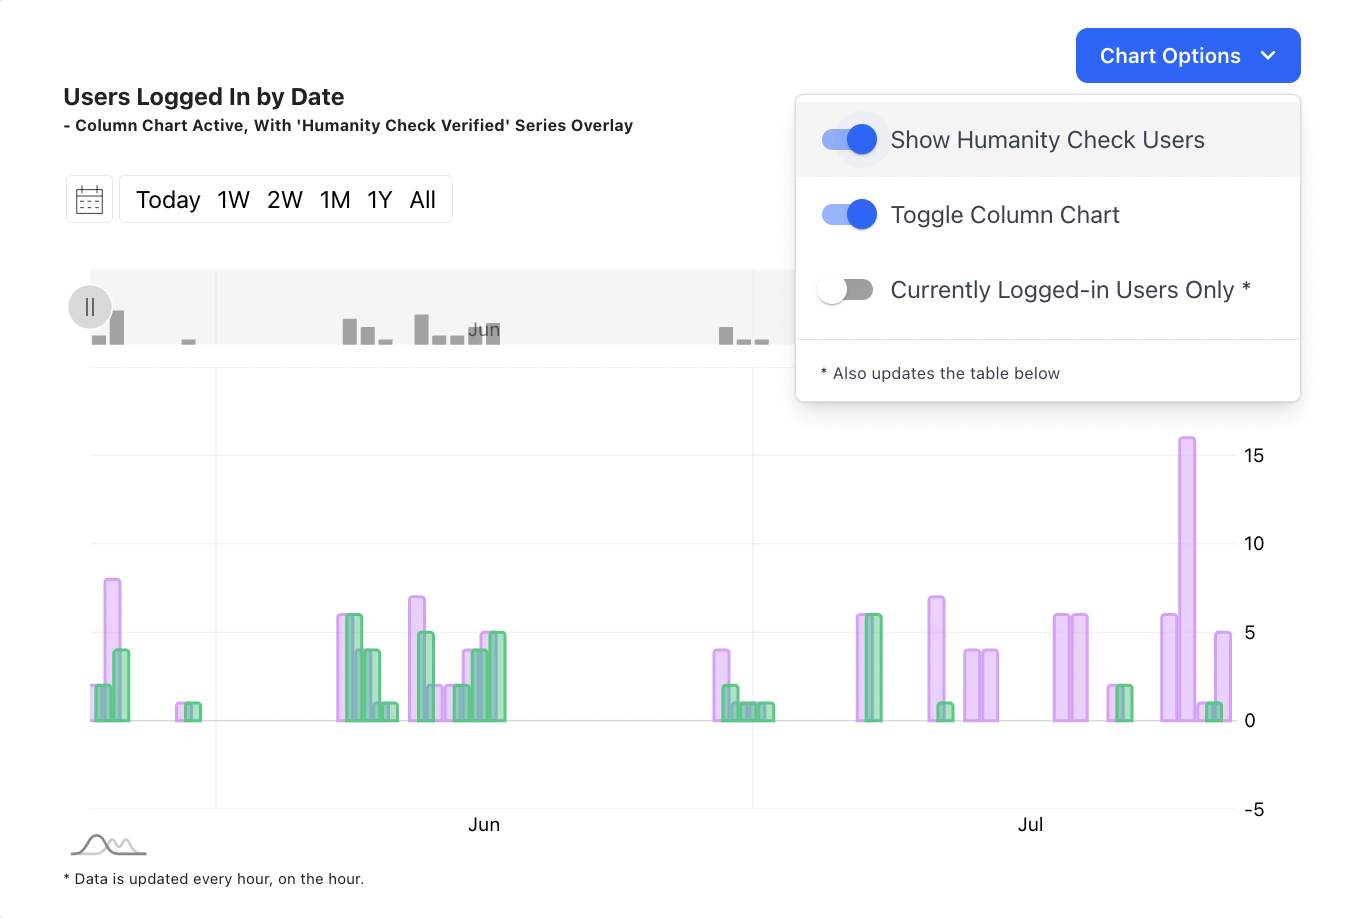 Chart Options
Users Logged In by Date
- Column Chart Active, With 'Humanity Check Verified' Series Overlay
Show Humanity Check Users
Today 1W 2W 1M 1Y All
Toggle Column Chart
Currently Logged-in Users Only *
Jun
* Also updates the table below
15
10
5
0
-5
Jun Jul
* Data is updated every hour, on the hour.